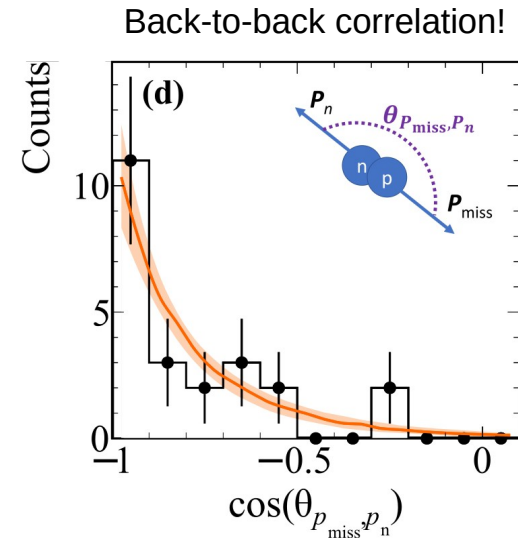 Back-to-back correlation!
Counts
(d)
P_n
θ_{P_miss,P_n}
n
p
P_miss
10
5
0
−1
−0.5
0
cos(θ_{p_miss,p_n})